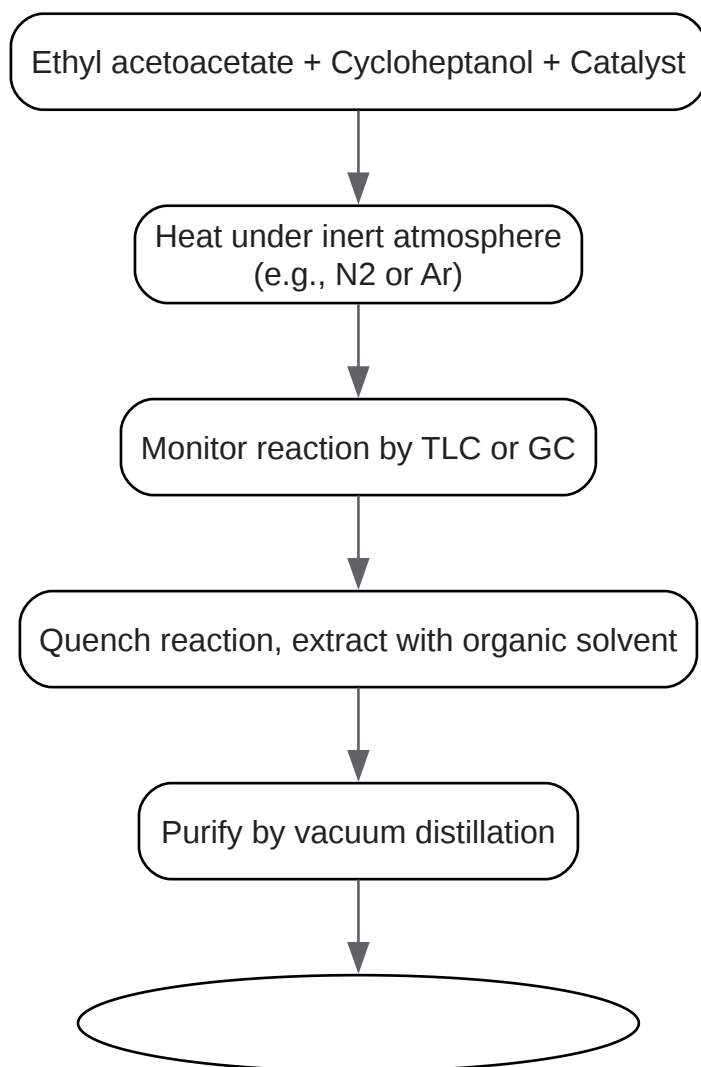 Ethyl acetoacetate + Cycloheptanol + Catalyst
Heat under inert atmosphere
(e.g., N2 or Ar)
Monitor reaction by TLC or GC
Quench reaction, extract with organic solvent
Purify by vacuum distillation